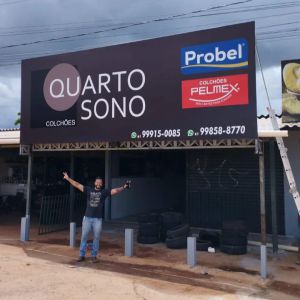 QUARTO
SONO
COLCHÕES
Probel
COLCHÕES
PELMEX
99915-0085
99858-8770